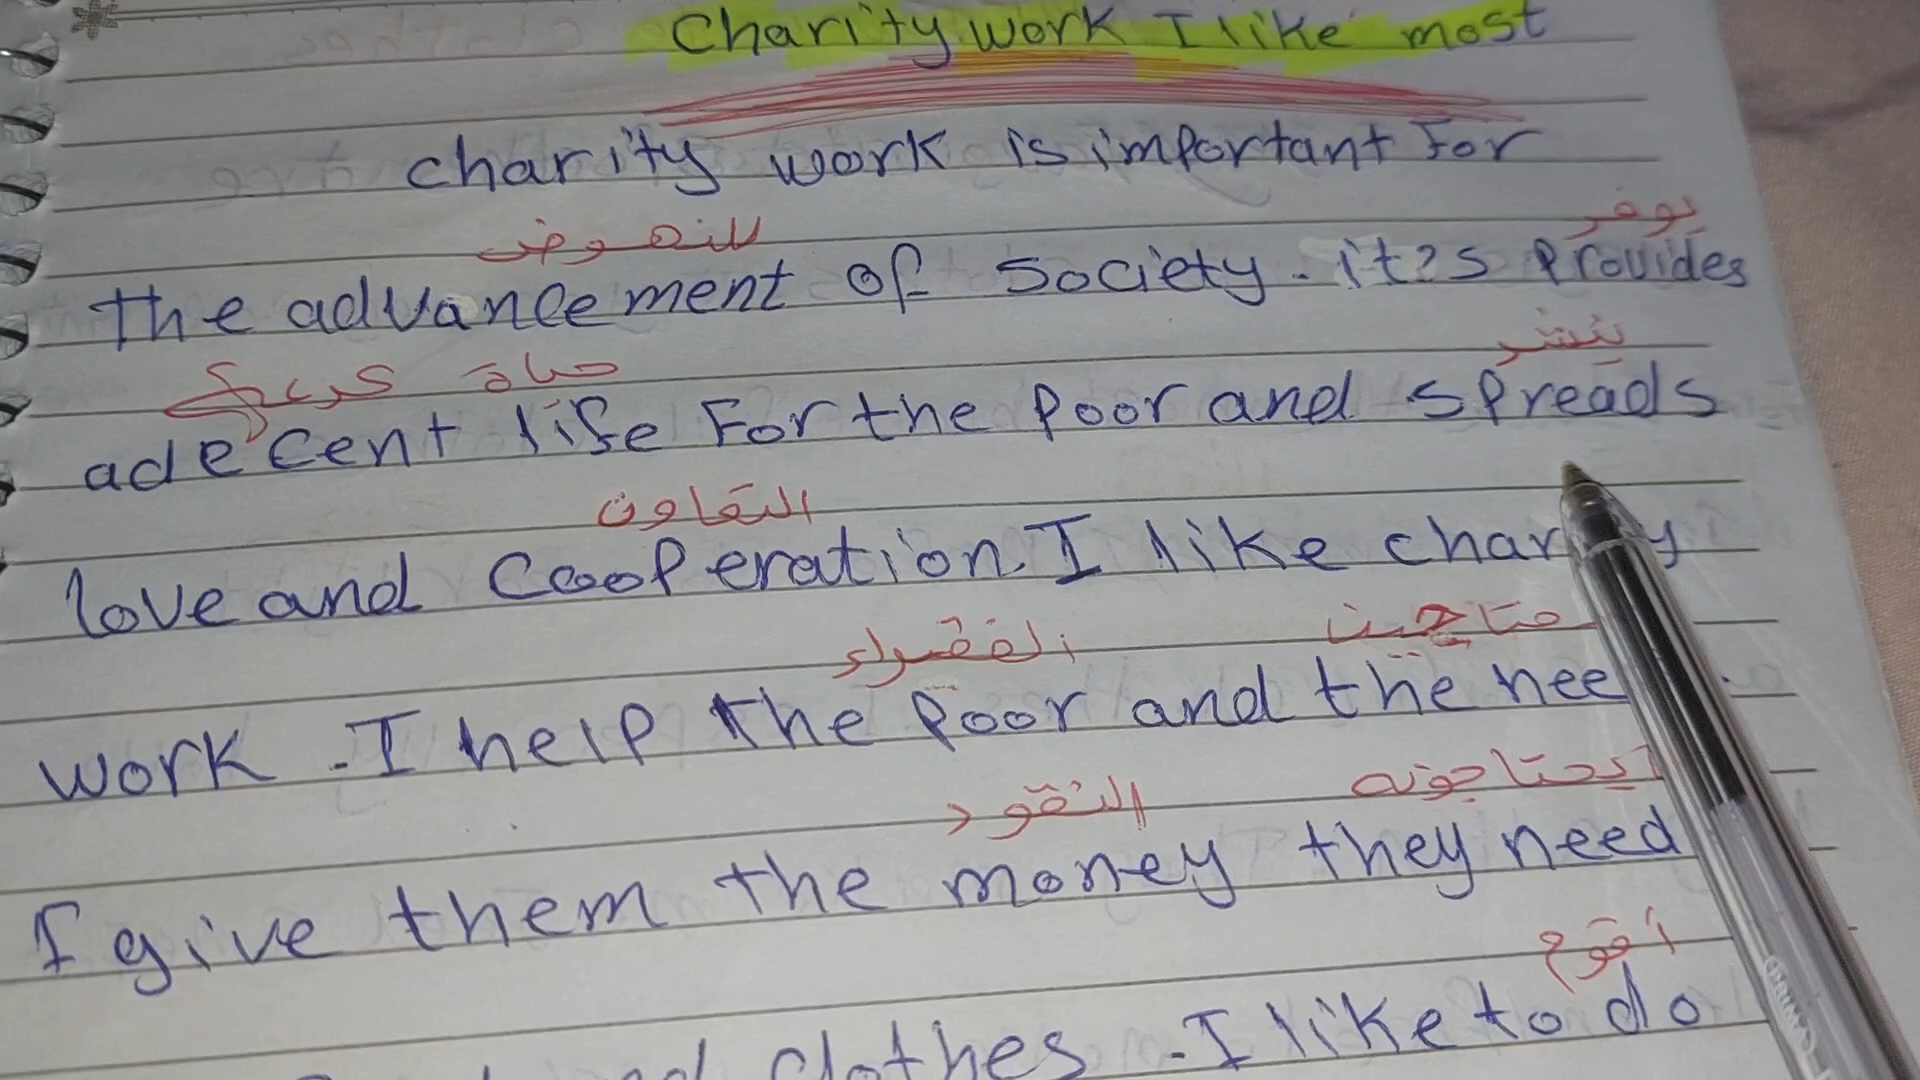 Charity work I like most
charity work is important For
للنهوض
يوفر
the advancement of society. it's provides
حياة كريمة
ينشر
a decent life For the poor and spreads
التعاون
love and Cooperation. I like char y
الفقراء
work. I help the poor and the nee
النقود
I give them the money they need
أقوم
clothes. I like to do